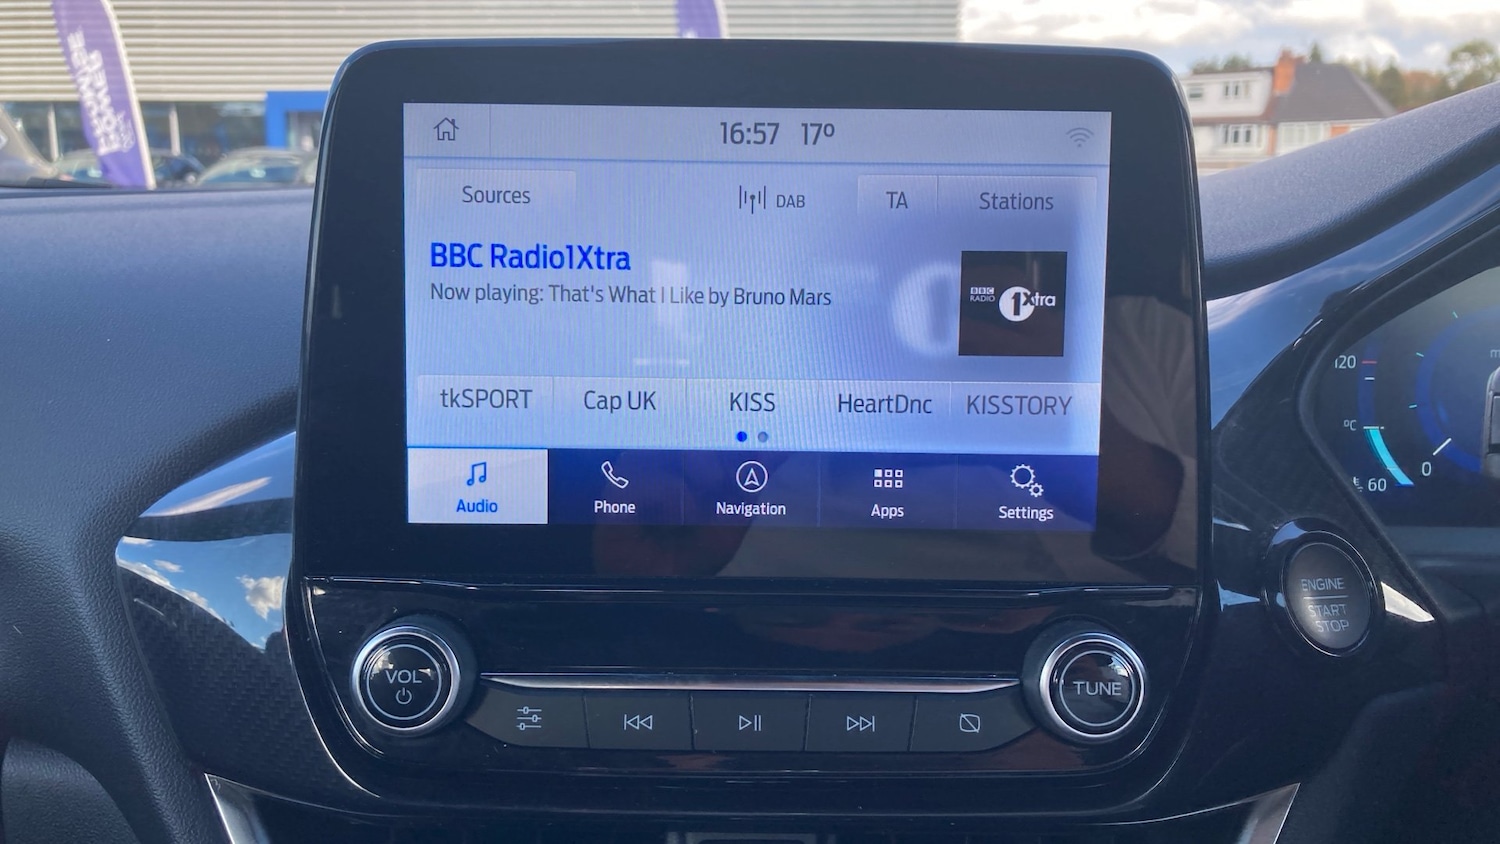 16:57 17°
Sources DAB TA Stations
BBC Radio1Xtra
Now playing: That's What I Like by Bruno Mars
BBC
RADIO 1Xtra
tkSPORT Cap UK KISS HeartDnc KISSTORY
Audio Phone Navigation Apps Settings
VOL TUNE
ENGINE
START
STOP
120
°C
60 0